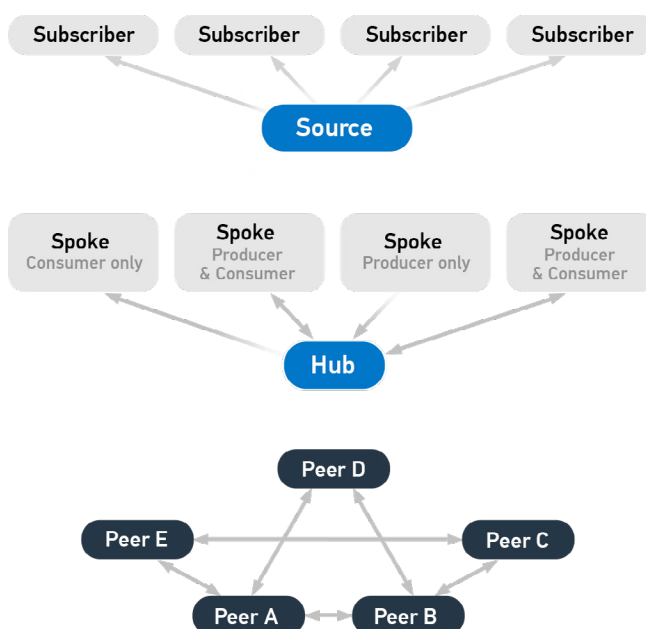 Subscriber
Subscriber
Subscriber
Subscriber
Source
Spoke
Consumer only
Spoke
Producer
& Consumer
Spoke
Producer only
Spoke
Producer
& Consumer
Hub
Peer D
Peer E
Peer C
Peer A
Peer B